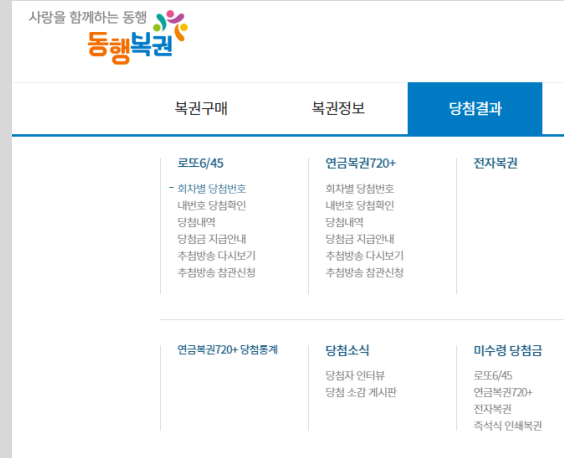 사랑을 함께하는 동행
동행복권
복권구매 복권정보 당첨결과
로또6/45 연금복권720+ 전자복권
- 회차별 당첨번호 회차별 당첨번호
내번호 당첨확인 내번호 당첨확인
당첨내역 당첨내역
당첨금 지급안내 당첨금 지급안내
추첨방송 다시보기 추첨방송 다시보기
추첨방송 참관신청 추첨방송 참관신청
연금복권720+ 당첨통계 당첨소식 미수령 당첨금
당첨자 인터뷰 로또6/45
당첨 소감 게시판 연금복권720+
전자복권
즉석식 인쇄복권